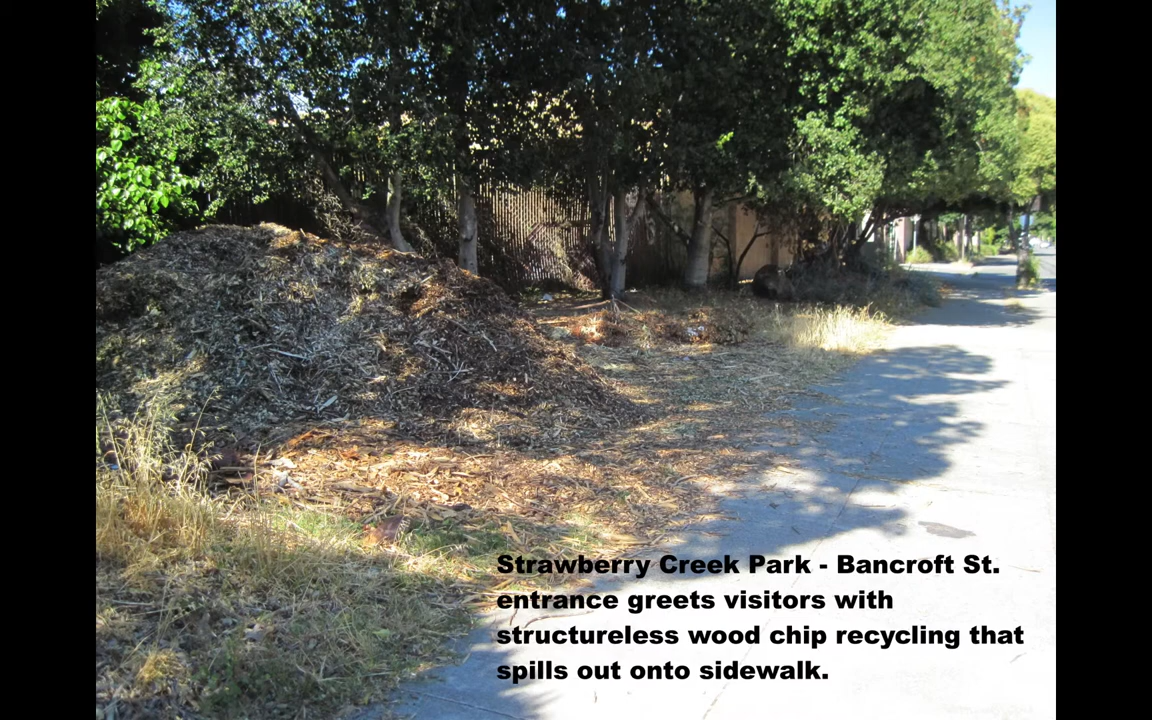 Strawberry Creek Park - Bancroft St.
entrance greets visitors with
structureless wood chip recycling that
spills out onto sidewalk.